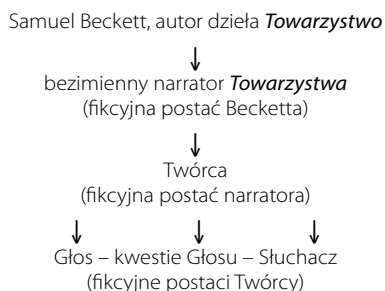 Samuel Beckett, autor dzieła Towarzystwo
↓
bezimienny narrator Towarzystwa
(fikcyjna postać Becketta)
↓
Twórca
(fikcyjna postać narratora)
↓ ↓ ↓
Głos – kwestie Głosu – Słuchacz
(fikcyjne postaci Twórcy)